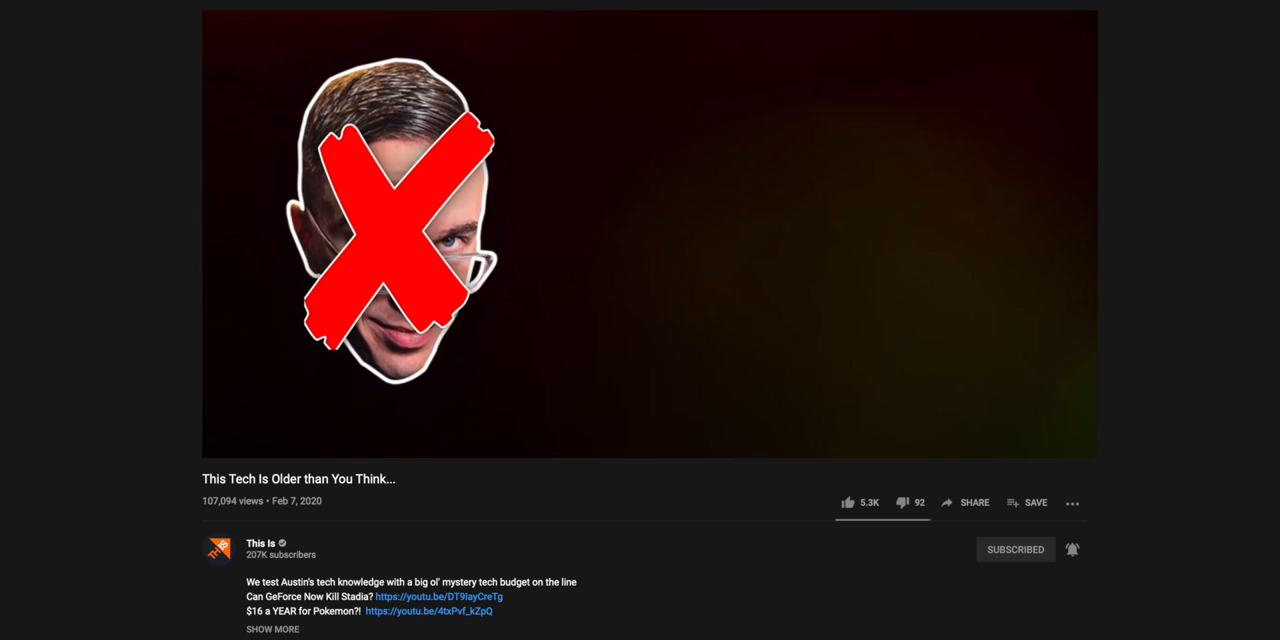 This Tech Is Older than You Think...
107,094 views • Feb 7, 2020
5.3K 92 SHARE SAVE
THIS
This Is
207K subscribers
SUBSCRIBED
We test Austin's tech knowledge with a big ol' mystery tech budget on the line
Can GeForce Now Kill Stadia? https://youtu.be/DT9IayCreTg
$16 a YEAR for Pokemon?! https://youtu.be/4txPvf_kZpQ
SHOW MORE